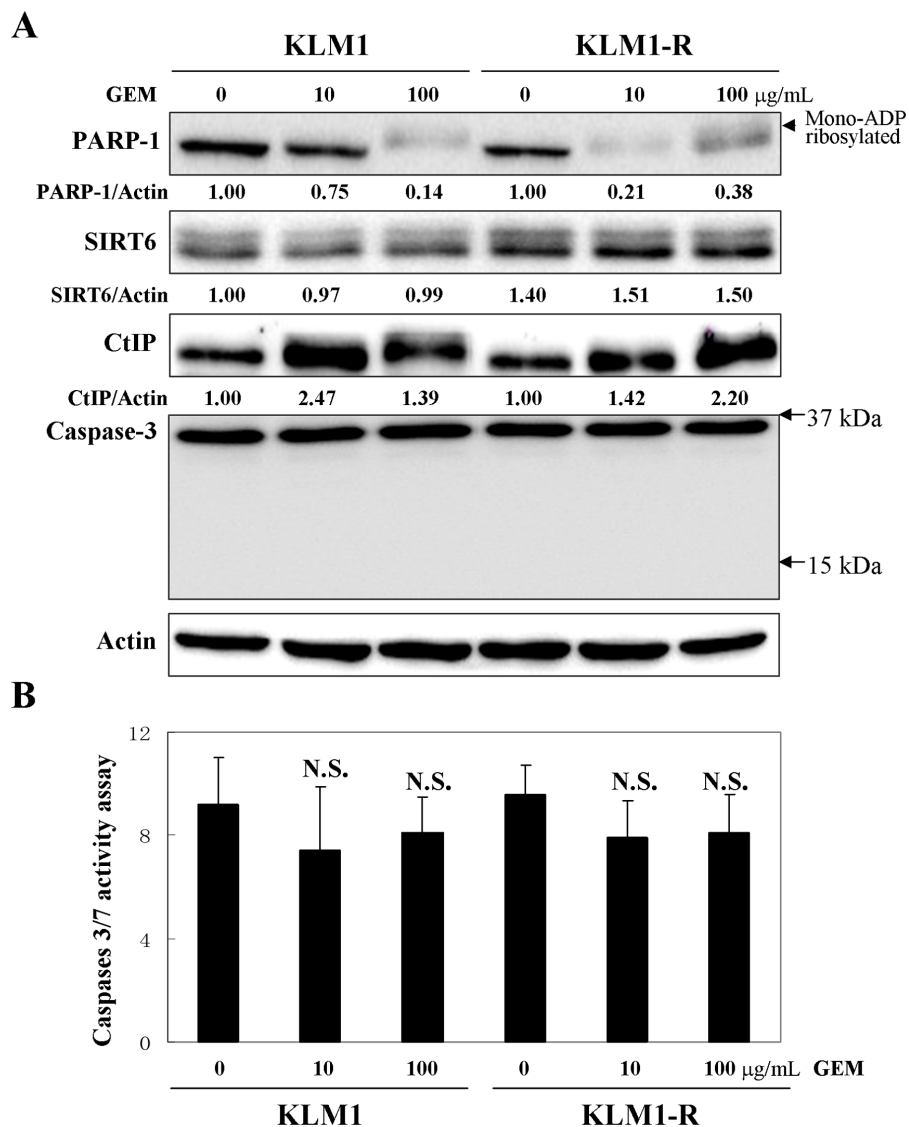 A
KLM1 KLM1-R
GEM 0 10 100 0 10 100 μg/mL
PARP-1
Mono-ADP
ribosylated
PARP-1/Actin 1.00 0.75 0.14 1.00 0.21 0.38
SIRT6
SIRT6/Actin 1.00 0.97 0.99 1.40 1.51 1.50
CtIP
CtIP/Actin 1.00 2.47 1.39 1.00 1.42 2.20
Caspase-3
37 kDa
15 kDa
Actin
B
Caspases 3/7 activity assay
12
8
4
0
N.S. N.S. N.S. N.S.
0 10 100 0 10 100 μg/mL GEM
KLM1 KLM1-R